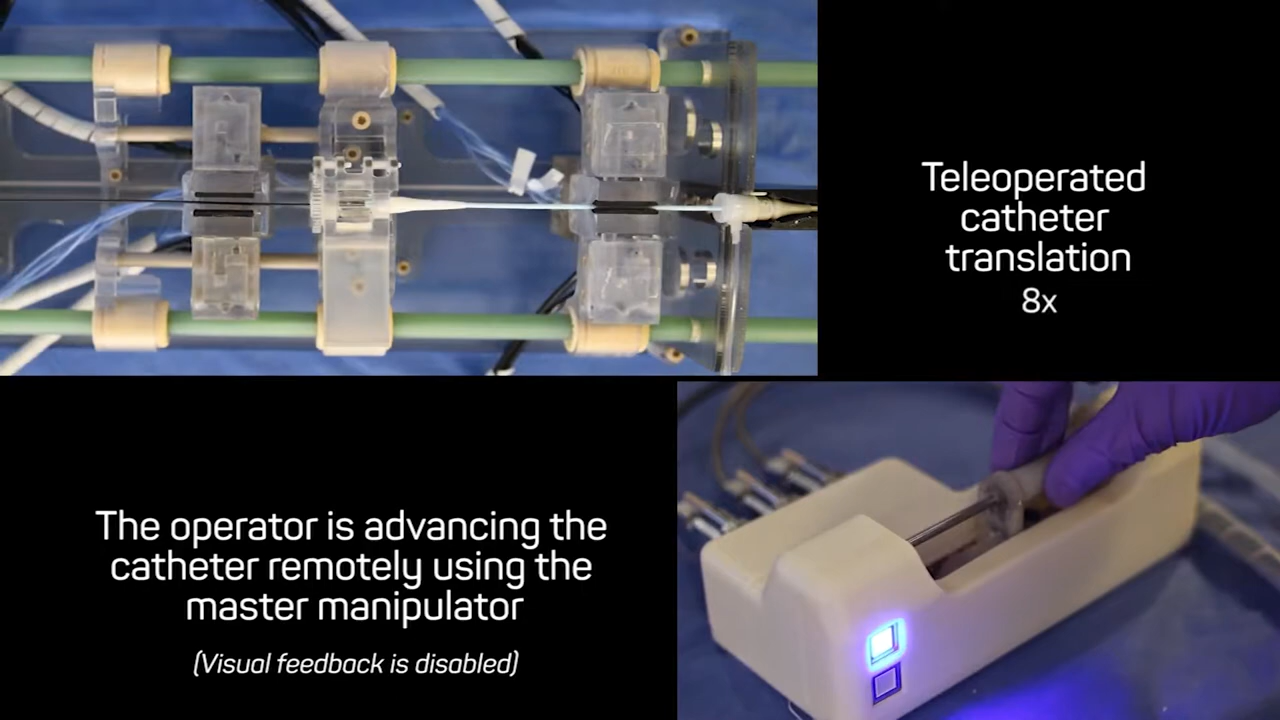 Teleoperated
catheter
translation
8x
The operator is advancing the
catheter remotely using the
master manipulator
(Visual feedback is disabled)